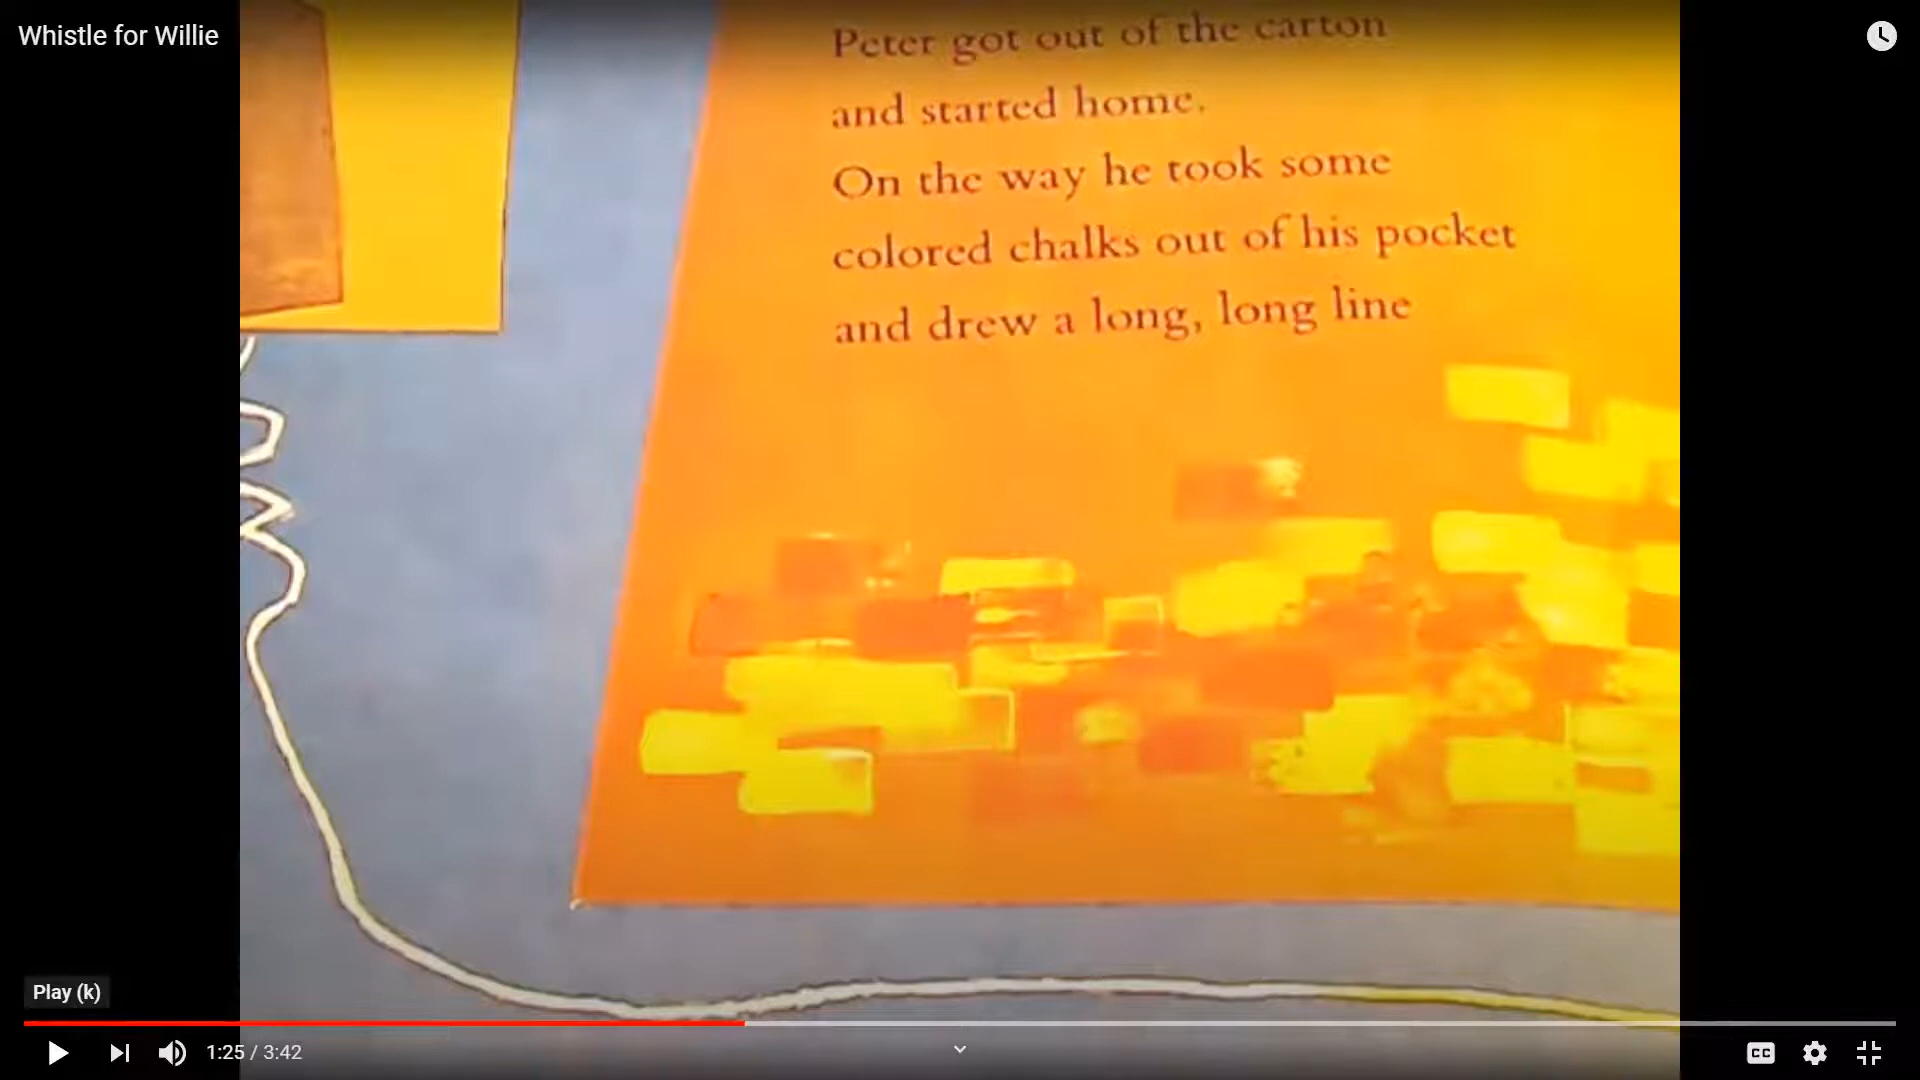 Whistle for Willie
Peter got out of the carton
and started home.
On the way he took some
colored chalks out of his pocket
and drew a long, long line
Play (k)
1:25 / 3:42
CC